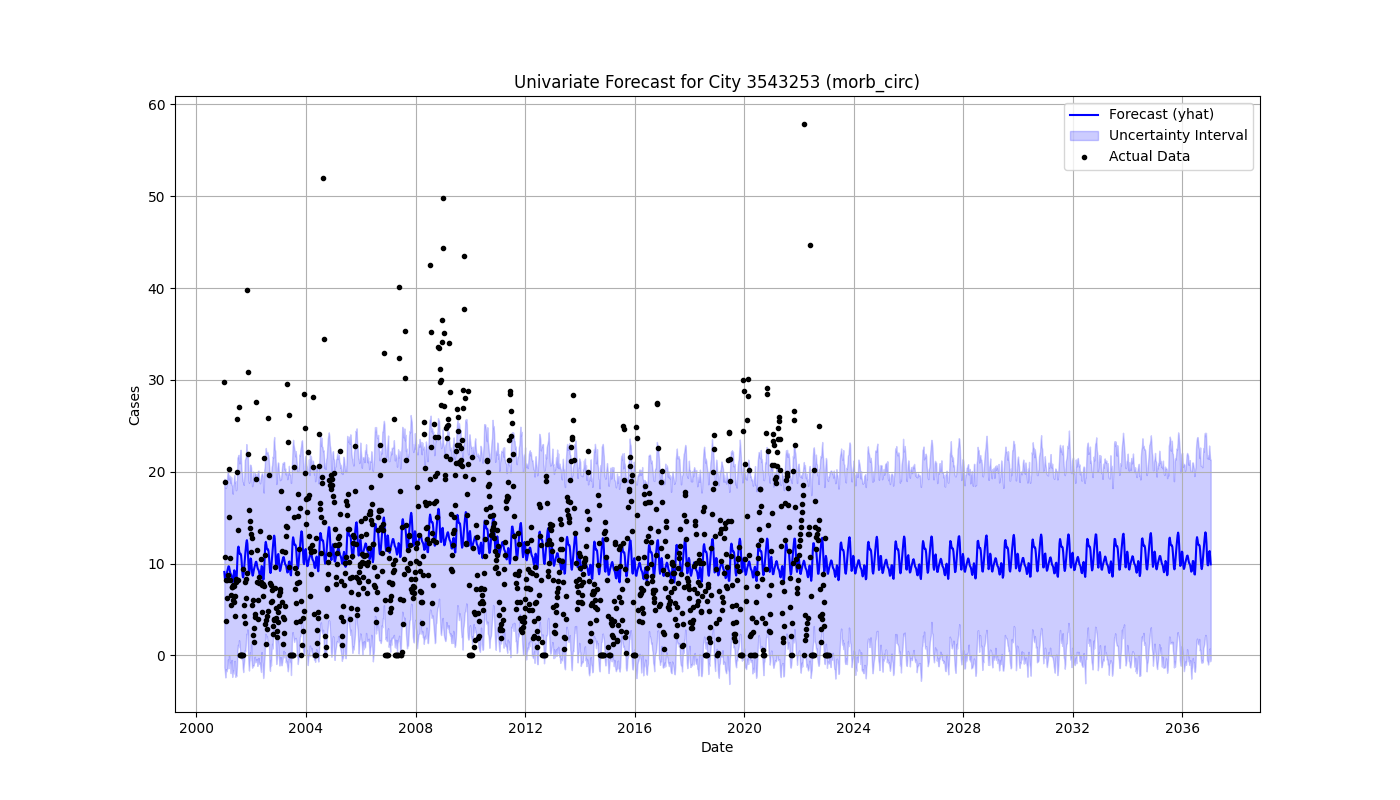 Univariate Forecast for City 3543253 (morb_circ)
Forecast (yhat)
Uncertainty Interval
Actual Data
Cases
60
50
40
30
20
10
0
2000 2004 2008 2012 2016 2020 2024 2028 2032 2036
Date